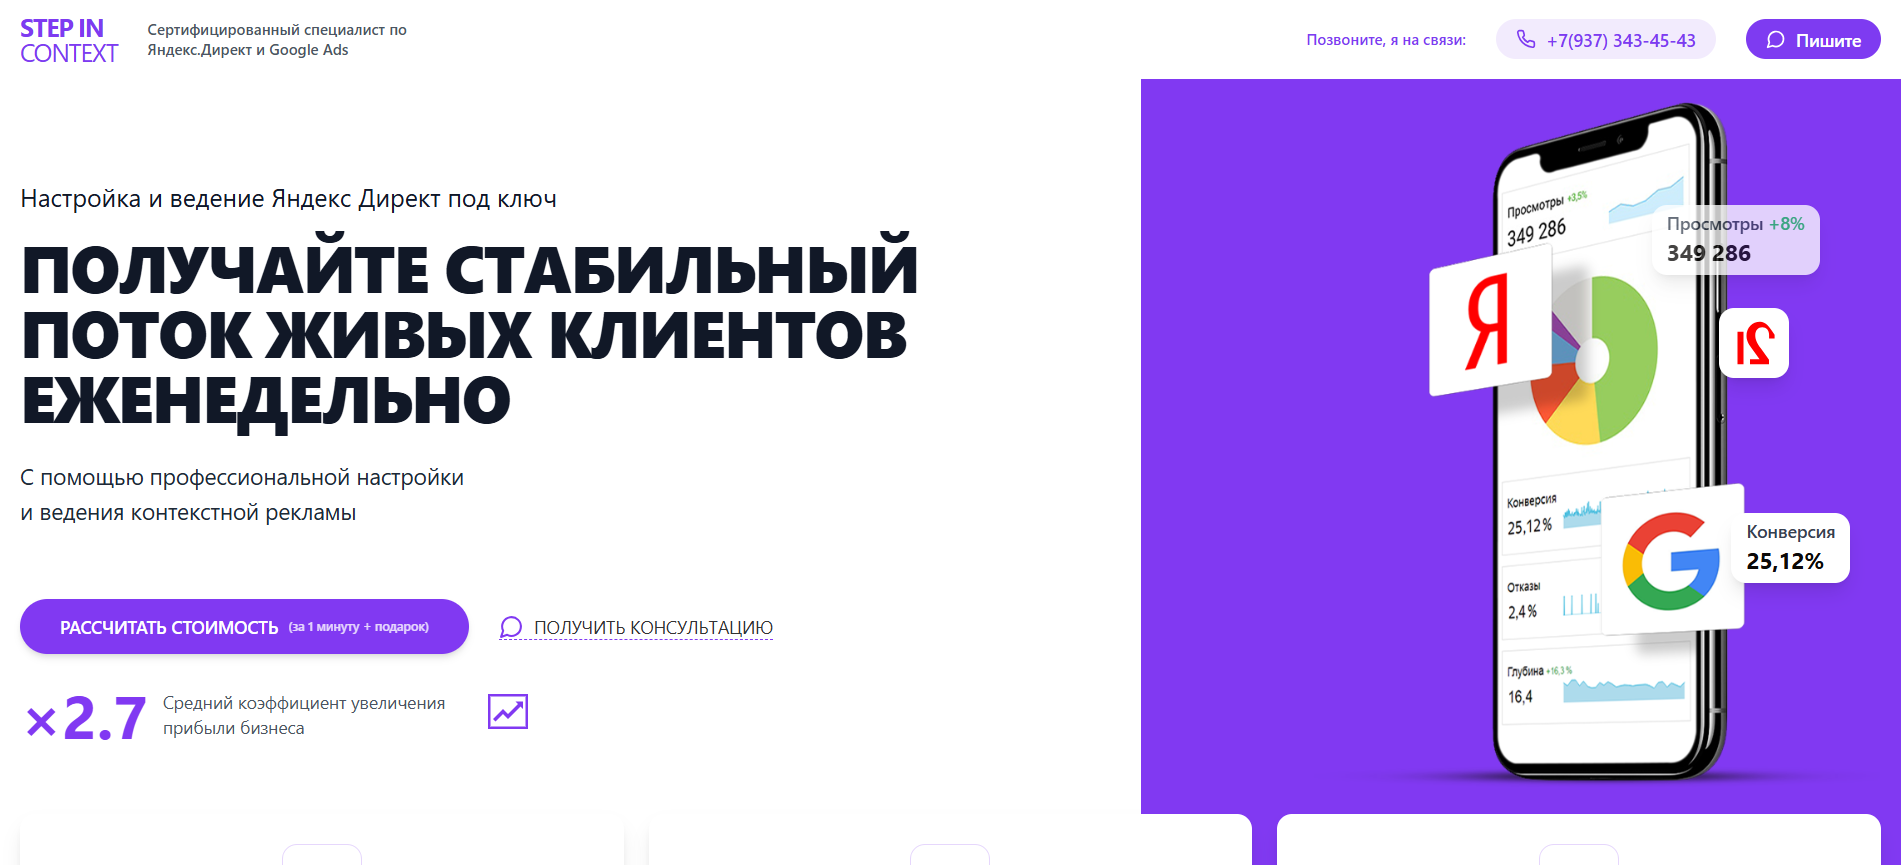 STEP IN
CONTEXT
Сертифицированный специалист по
Яндекс.Директ и Google Ads
Позвоните, я на связи:
+7(937) 343-45-43
Пишите
Настройка и ведение Яндекс Директ под ключ
ПОЛУЧАЙТЕ СТАБИЛЬНЫЙ
ПОТОК ЖИВЫХ КЛИЕНТОВ
ЕЖЕНЕДЕЛЬНО
С помощью профессиональной настройки
и ведения контекстной рекламы
РАССЧИТАТЬ СТОИМОСТЬ (за 1 минуту + подарок)
ПОЛУЧИТЬ КОНСУЛЬТАЦИЮ
×2.7
Средний коэффициент увеличения
прибыли бизнеса
Просмотры +3,5%
349 286
Просмотры +8%
349 286
Я
Я
Конверсия
25,12%
G
Конверсия
25,12%
Отказы
2,4%
Глубина +16,3%
16,4